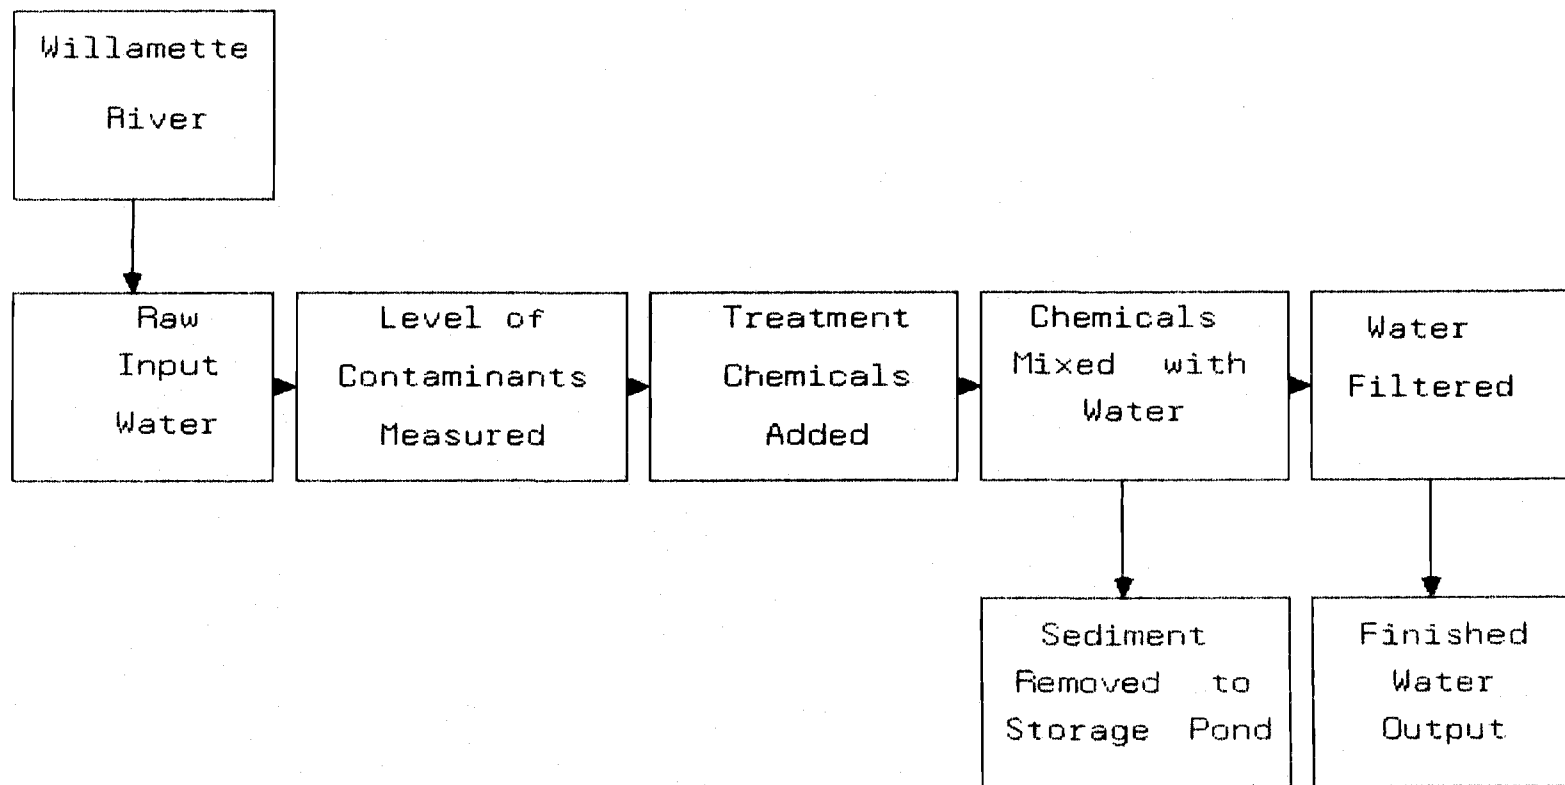 Willamette
River
Raw
Input
Water
Level of
Contaminants
Measured
Treatment
Chemicals
Added
Chemicals
Mixed with
Water
Water
Filtered
Sediment
Removed to
Storage Pond
Finished
Water
Output